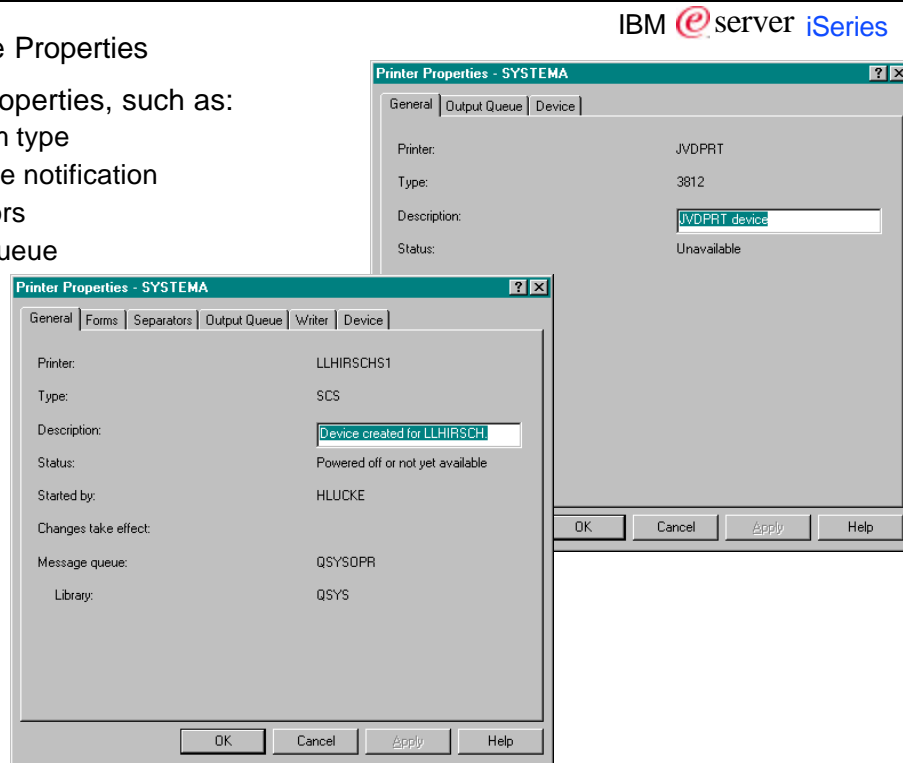 IBM e server iSeries
e Properties
operties, such as:
n type
e notification
ors
ueue
Printer Properties - SYSTEMA
General Output Queue Device
Printer: JVDPRT
Type: 3812
Description: JVDPRT device
Status: Unavailable
OK Cancel Apply Help
Printer Properties - SYSTEMA
General Forms Separators Output Queue Writer Device
Printer: LLHIRSCHS1
Type: SCS
Description: Device created for LLHIRSCH.
Status: Powered off or not yet available
Started by: HLUCKE
Changes take effect:
Message queue: QSYSOPR
Library: QSYS
OK Cancel Apply Help